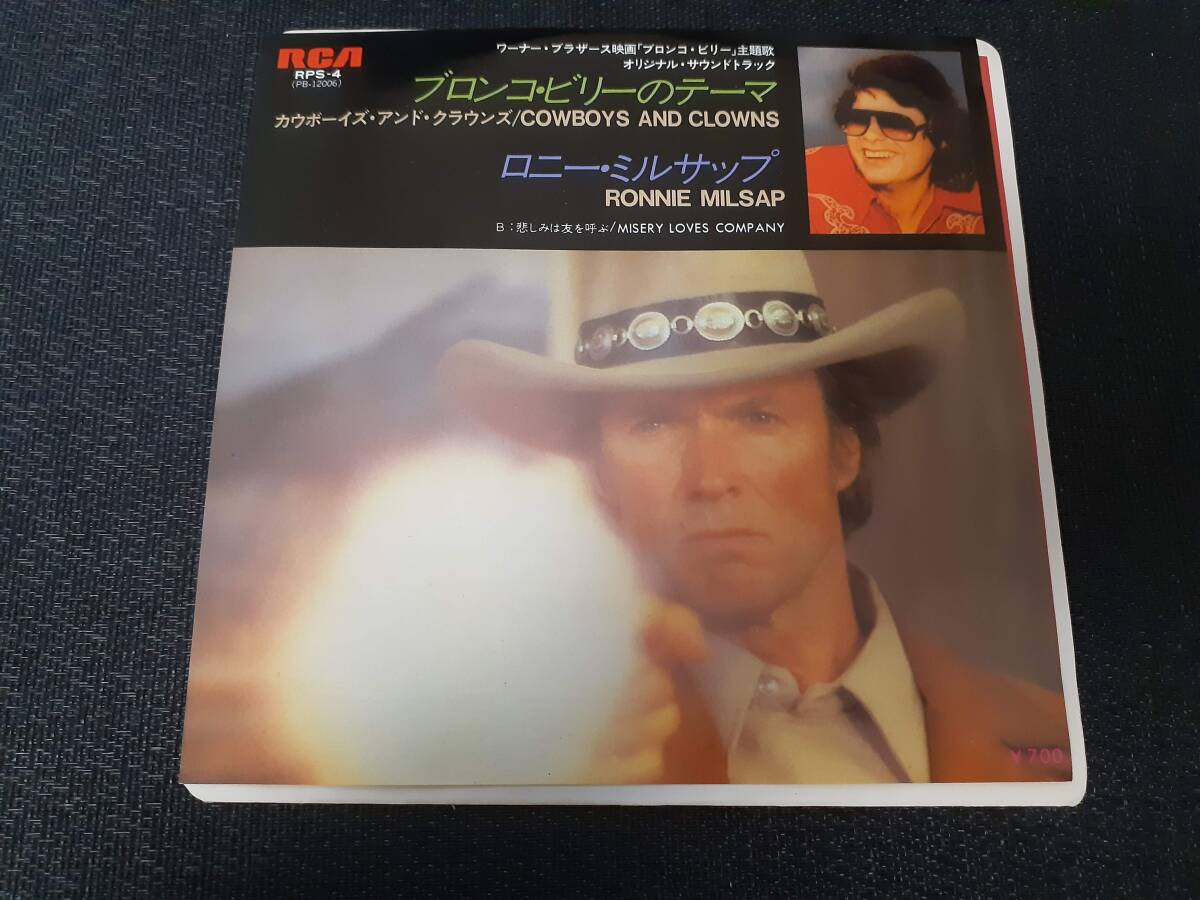 RCA
RPS-4
(PB-12006)
ワーナー・ブラザース映画「ブロンコ・ビリー」主題歌
オリジナル・サウンドトラック
ブロンコ・ビリーのテーマ
カウボーイズ・アンド・クラウンズ/COWBOYS AND CLOWNS
ロニー・ミルサップ
RONNIE MILSAP
B:悲しみは友を呼ぶ/MISERY LOVES COMPANY
¥700